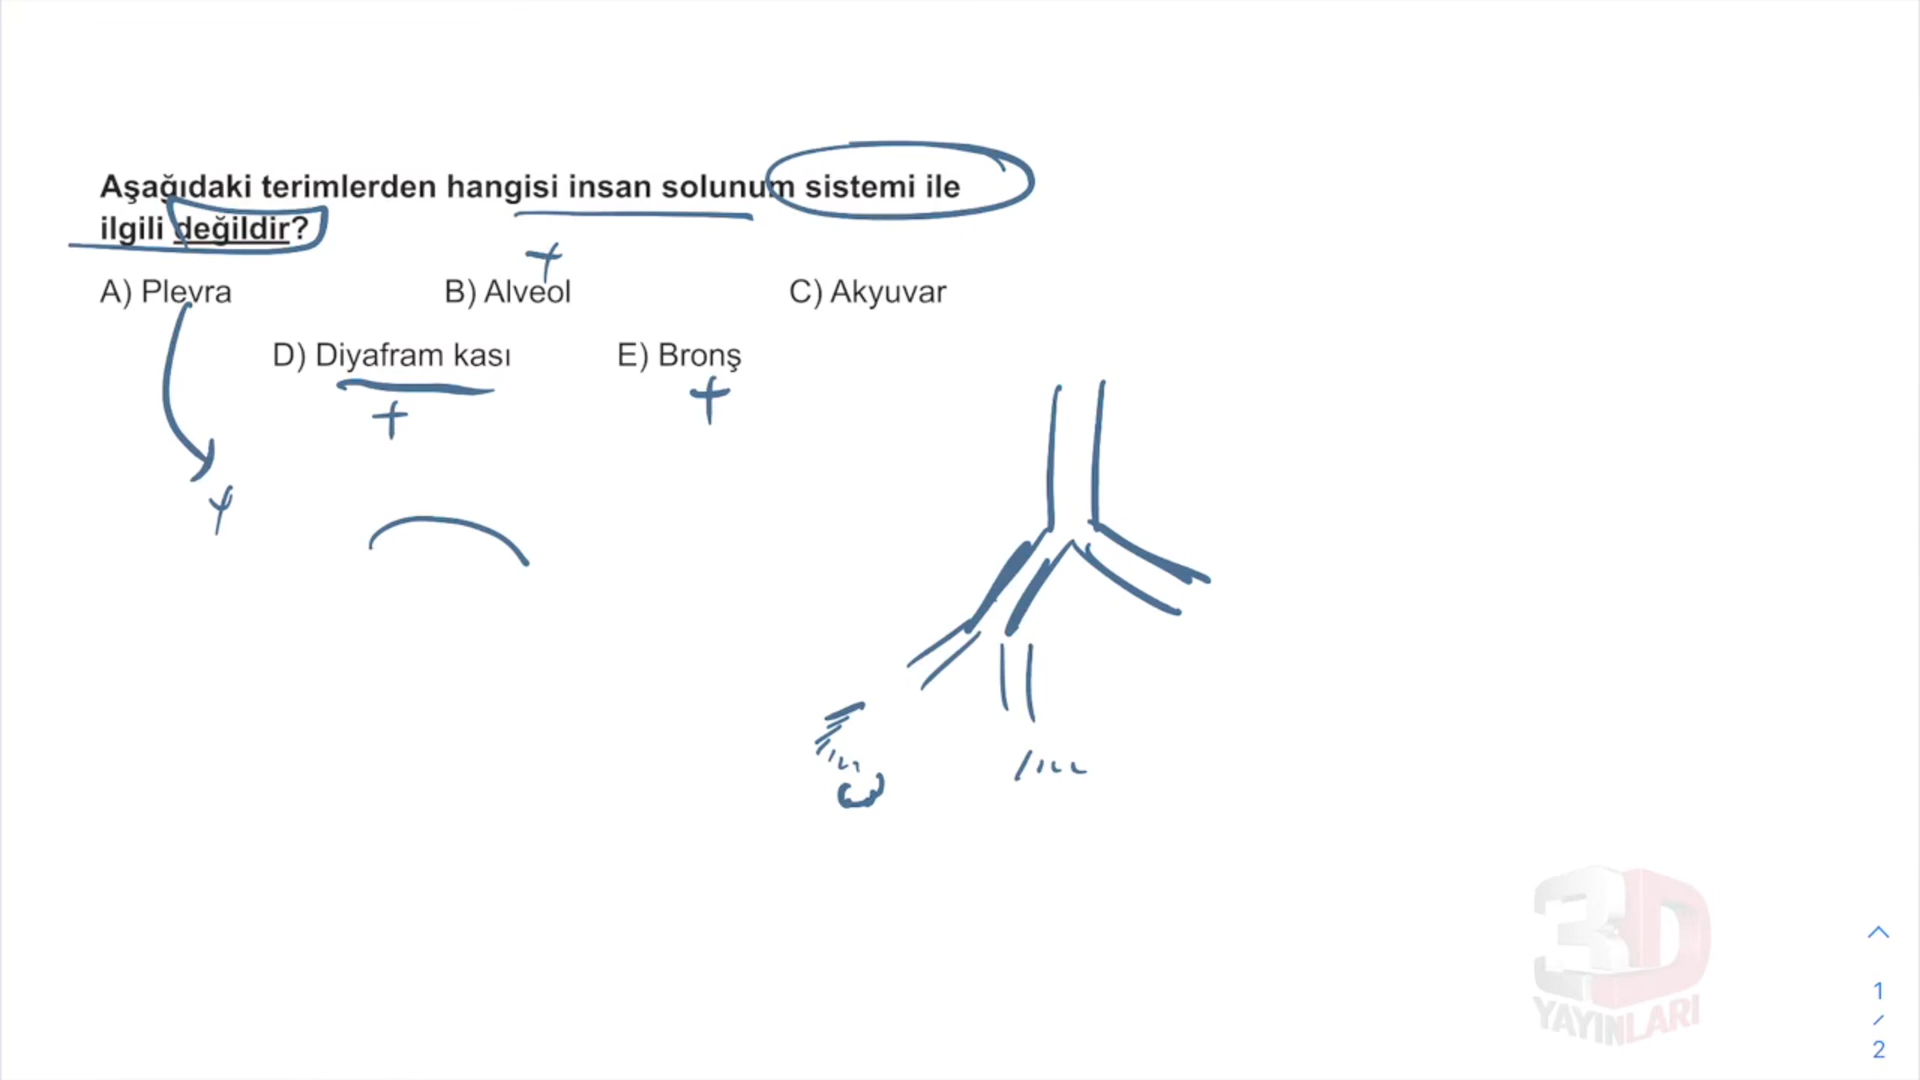 Aşağıdaki terimlerden hangisi insan solunum sistemi ile
ilgili değildir?
+
A) Plevra B) Alveol C) Akyuvar
D) Diyafram kası E) Bronş
+ +
3D
YAYINLARI
1
/
2